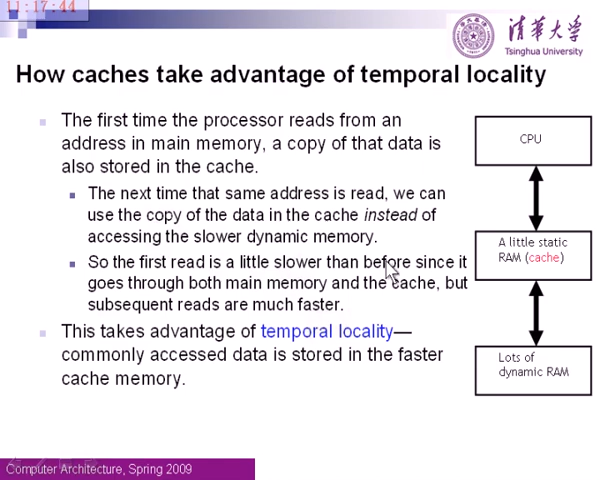 11:17:44
清华大学
Tsinghua University
How caches take advantage of temporal locality
The first time the processor reads from an
address in main memory, a copy of that data is
also stored in the cache.
The next time that same address is read, we can
use the copy of the data in the cache instead of
accessing the slower dynamic memory.
So the first read is a little slower than before since it
goes through both main memory and the cache, but
subsequent reads are much faster.
This takes advantage of temporal locality—
commonly accessed data is stored in the faster
cache memory.
CPU
A little static
RAM (cache)
Lots of
dynamic RAM
Computer Architecture, Spring 2009